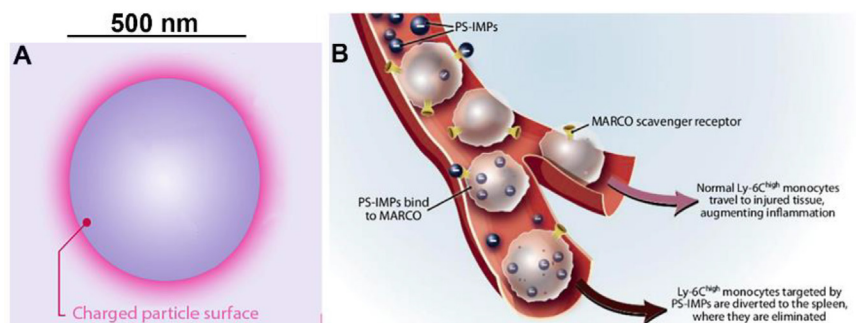 500 nm
A
Charged particle surface
B
PS-IMPs
MARCO scavenger receptor
PS-IMPs bind
to MARCO
Normal Ly-6Chigh monocytes
travel to injured tissue,
augmenting inflammation
Ly-6Chigh monocytes targeted by
PS-IMPs are diverted to the spleen,
where they are eliminated